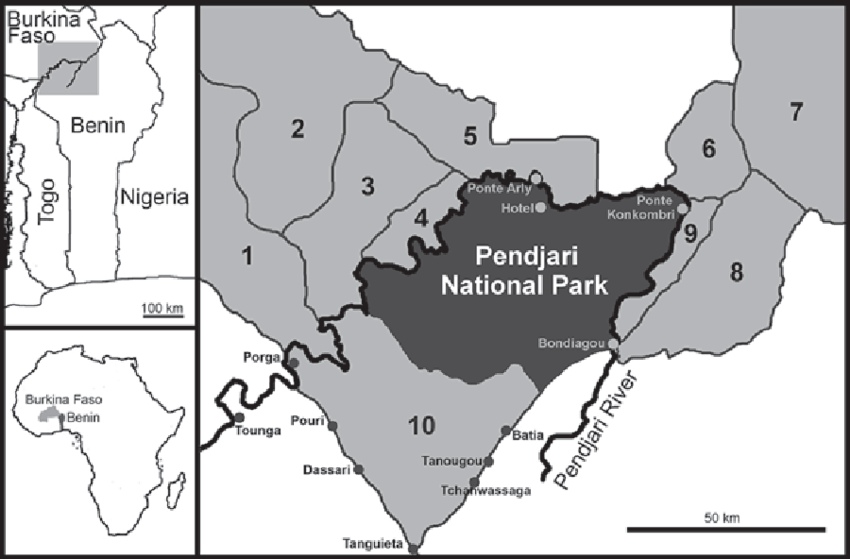 Burkina
Faso
Benin
Togo
Nigeria
100 km
Burkina Faso
Benin
1
2
3
4
5
6
7
8
9
10
Ponte Arly
Hotel
Ponte
Konkombri
Pendjari
National Park
Bondiagou
Pendjari River
Porga
Tounga
Pouri
Dassari
Tanguieta
Batia
Tanougou
Tchanwassaga
50 km